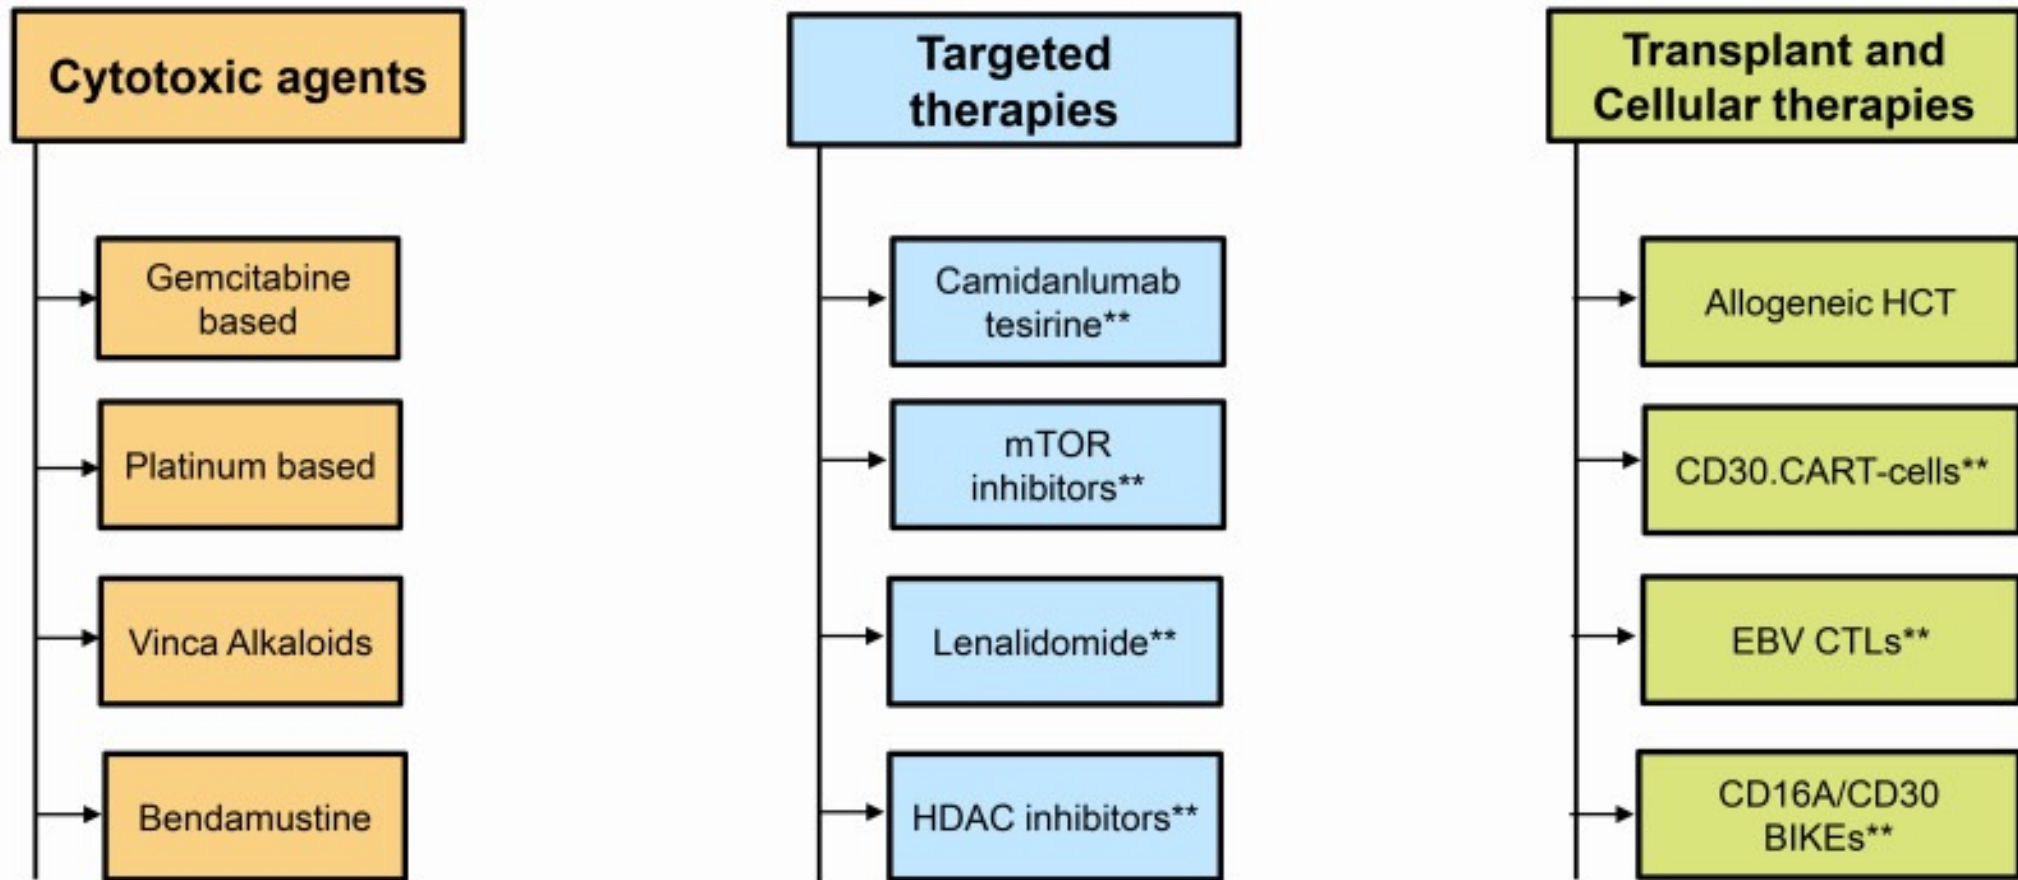 Cytotoxic agents
Gemcitabine
based
Platinum based
Vinca Alkaloids
Bendamustine
Targeted
therapies
Camidanlumab
tesirine**
mTOR
inhibitors**
Lenalidomide**
HDAC inhibitors**
Transplant and
Cellular therapies
Allogeneic HCT
CD30.CART-cells**
EBV CTLs**
CD16A/CD30
BIKEs**